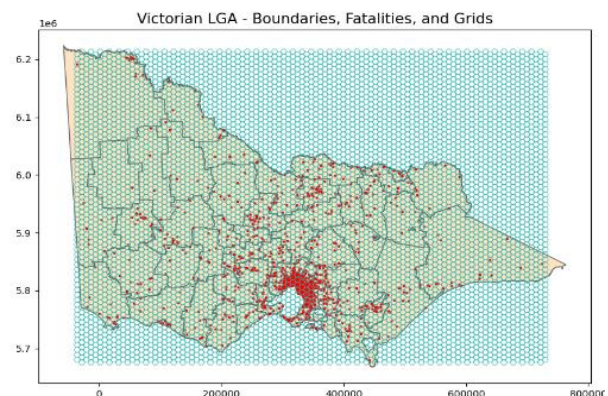 Victorian LGA - Boundaries, Fatalities, and Grids
1e6
6.2
6.1
6.0
5.9
5.8
5.7
0 200000 400000 600000 800000